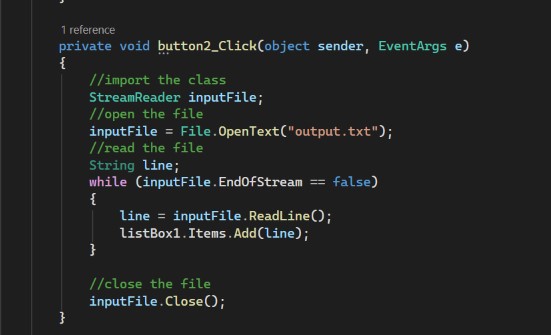 }
1 reference
private void button2_Click(object sender, EventArgs e)
{
//import the class
StreamReader inputFile;
//open the file
inputFile = File.OpenText("output.txt");
//read the file
String line;
while (inputFile.EndOfStream == false)
{
line = inputFile.ReadLine();
listBox1.Items.Add(line);
}
//close the file
inputFile.Close();
}